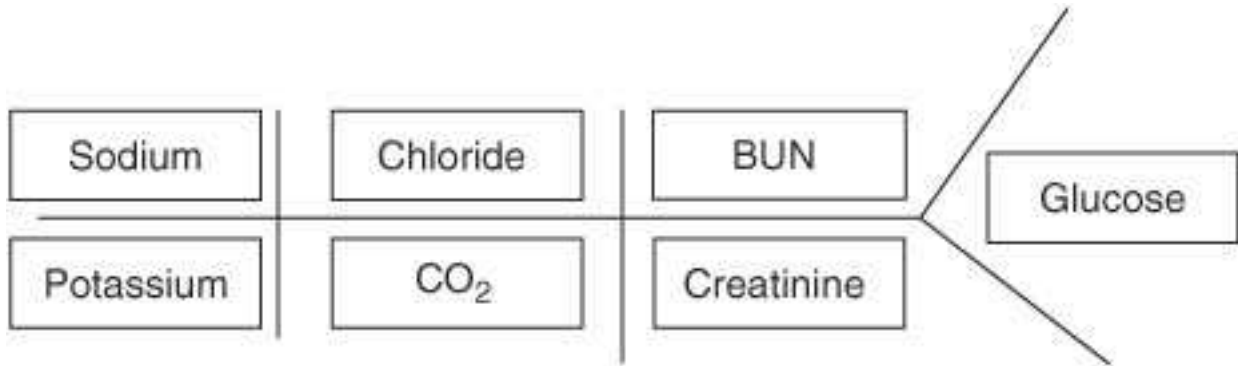 Sodium
Chloride
BUN
Glucose
Potassium
CO₂
Creatinine